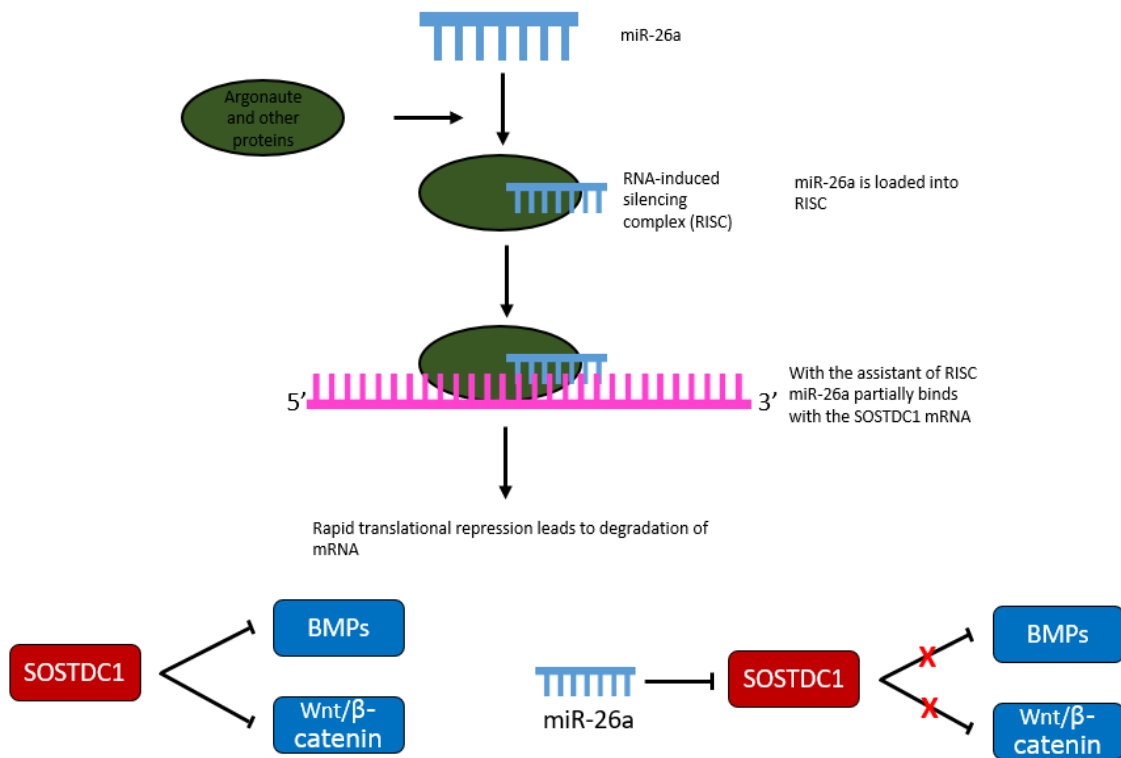 miR-26a
Argonaute
and other
proteins
RNA-induced
silencing
complex (RISC)
miR-26a is loaded into
RISC
With the assistant of RISC
miR-26a partially binds
with the SOSTDC1 mRNA
5’
3’
Rapid translational repression leads to degradation of
mRNA
SOSTDC1
BMPs
Wnt/β-
catenin
miR-26a
SOSTDC1
X
X
BMPs
Wnt/β-
catenin